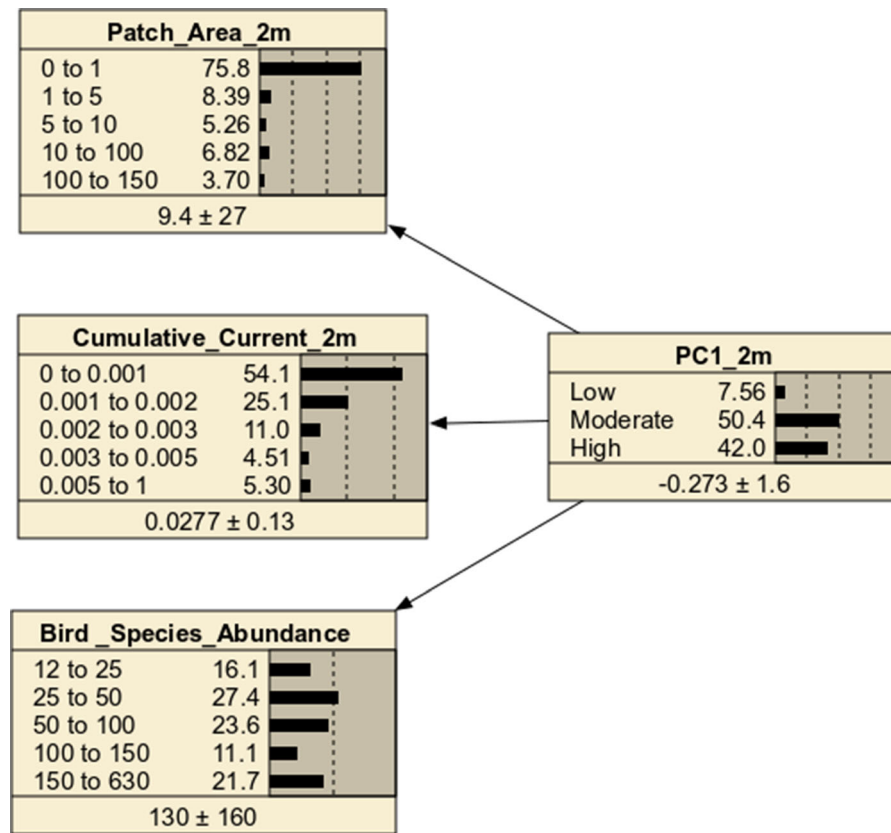 Patch_Area_2m
0 to 1 75.8
1 to 5 8.39
5 to 10 5.26
10 to 100 6.82
100 to 150 3.70
9.4 ± 27
Cumulative_Current_2m
0 to 0.001 54.1
0.001 to 0.002 25.1
0.002 to 0.003 11.0
0.003 to 0.005 4.51
0.005 to 1 5.30
0.0277 ± 0.13
PC1_2m
Low 7.56
Moderate 50.4
High 42.0
-0.273 ± 1.6
Bird _Species_Abundance
12 to 25 16.1
25 to 50 27.4
50 to 100 23.6
100 to 150 11.1
150 to 630 21.7
130 ± 160